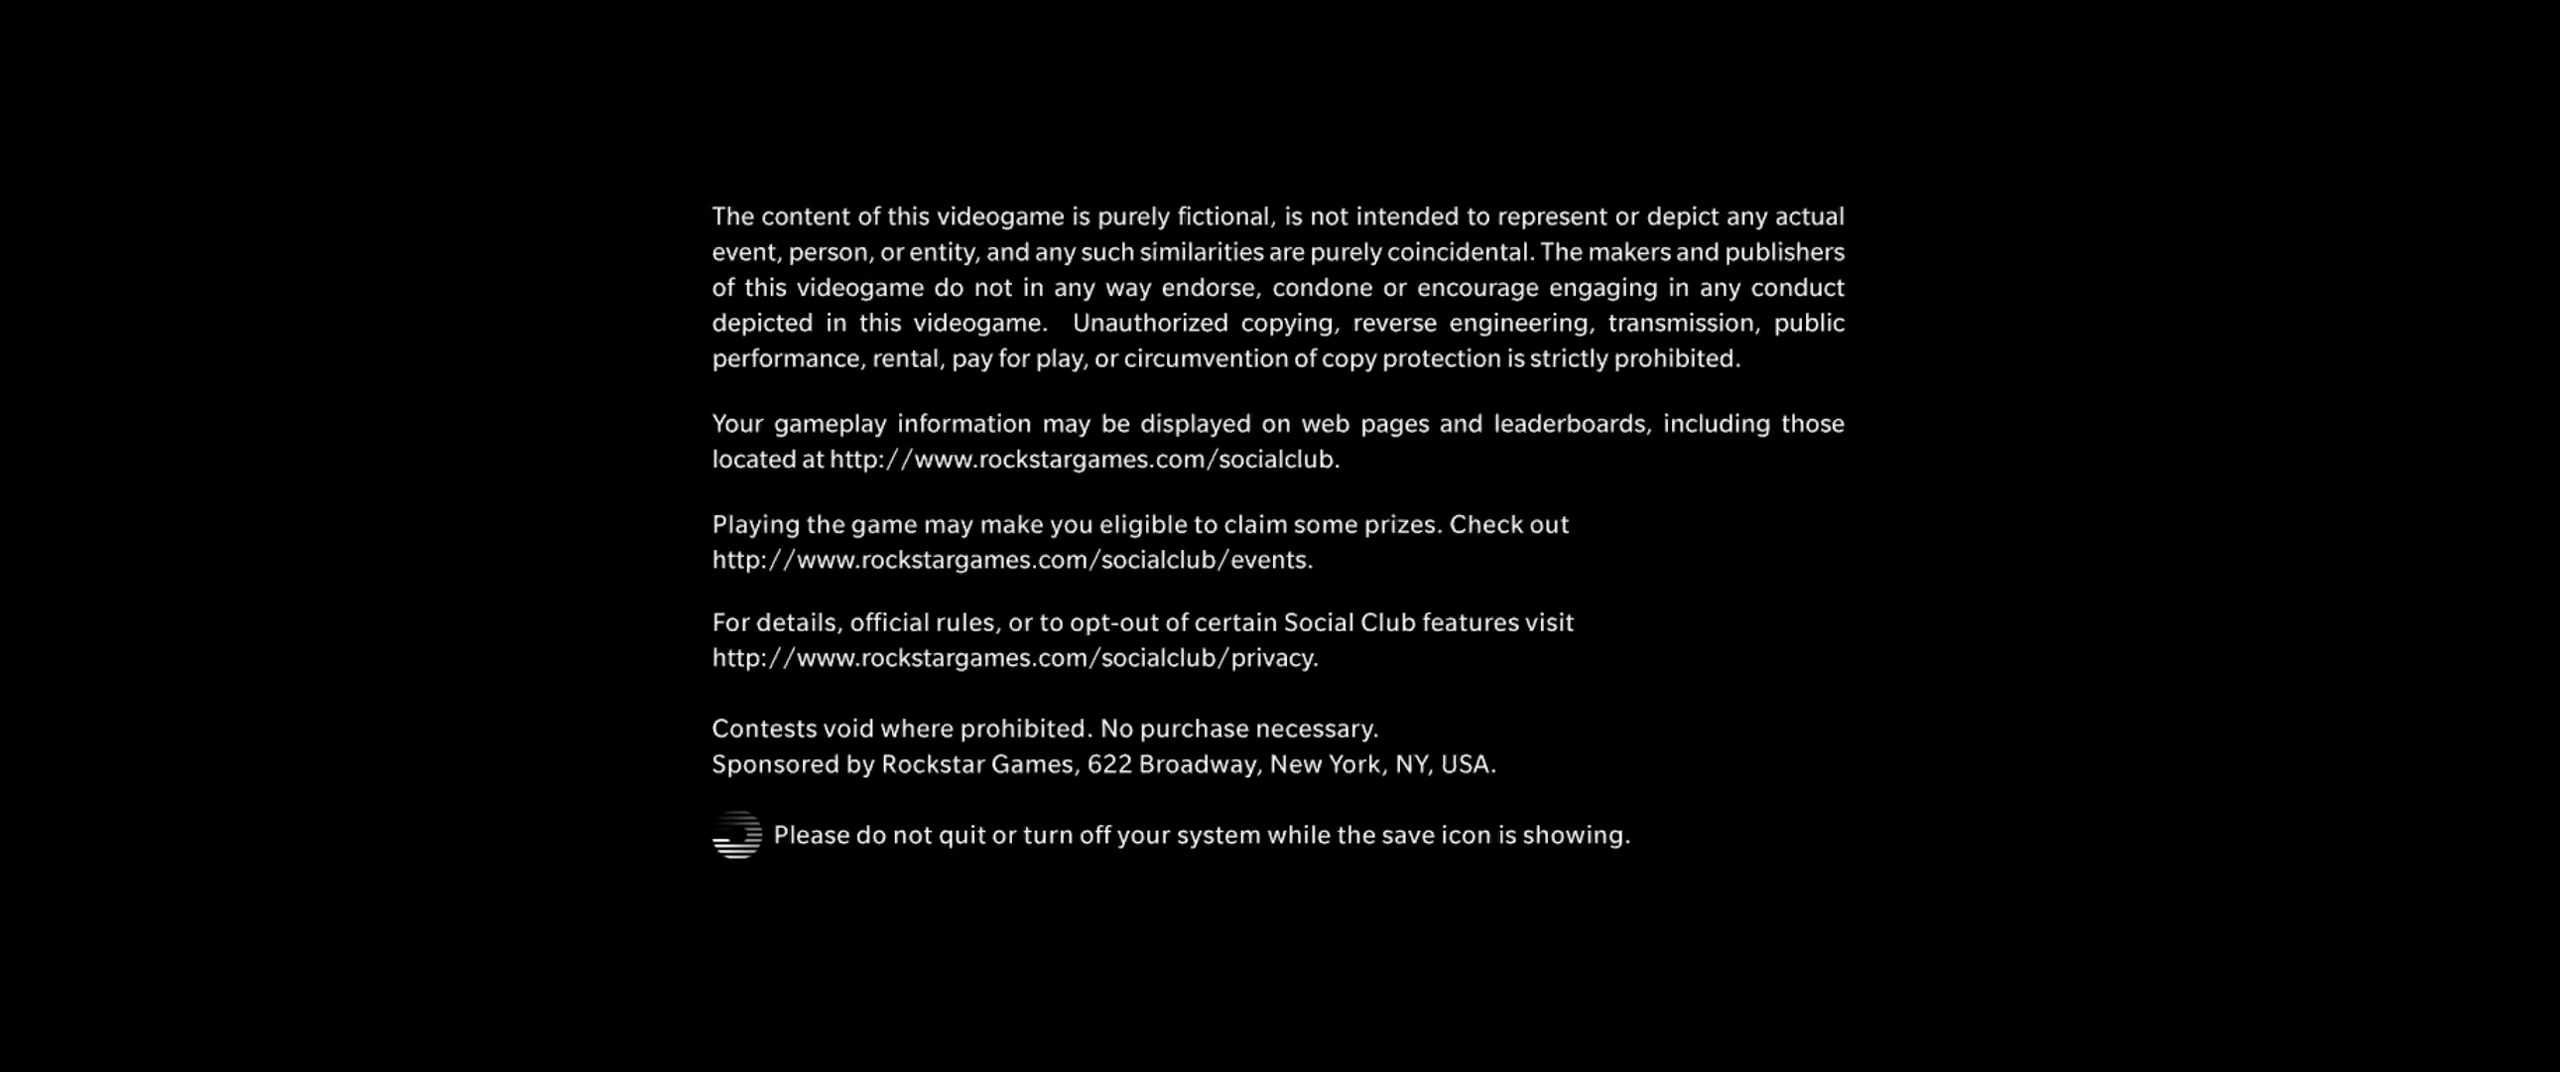 The content of this videogame is purely fictional, is not intended to represent or depict any actual
event, person, or entity, and any such similarities are purely coincidental. The makers and publishers
of this videogame do not in any way endorse, condone or encourage engaging in any conduct
depicted in this videogame.  Unauthorized copying, reverse engineering, transmission, public
performance, rental, pay for play, or circumvention of copy protection is strictly prohibited.
Your gameplay information may be displayed on web pages and leaderboards, including those
located at http://www.rockstargames.com/socialclub.
Playing the game may make you eligible to claim some prizes. Check out
http://www.rockstargames.com/socialclub/events.
For details, official rules, or to opt-out of certain Social Club features visit
http://www.rockstargames.com/socialclub/privacy.
Contests void where prohibited. No purchase necessary.
Sponsored by Rockstar Games, 622 Broadway, New York, NY, USA.
Please do not quit or turn off your system while the save icon is showing.